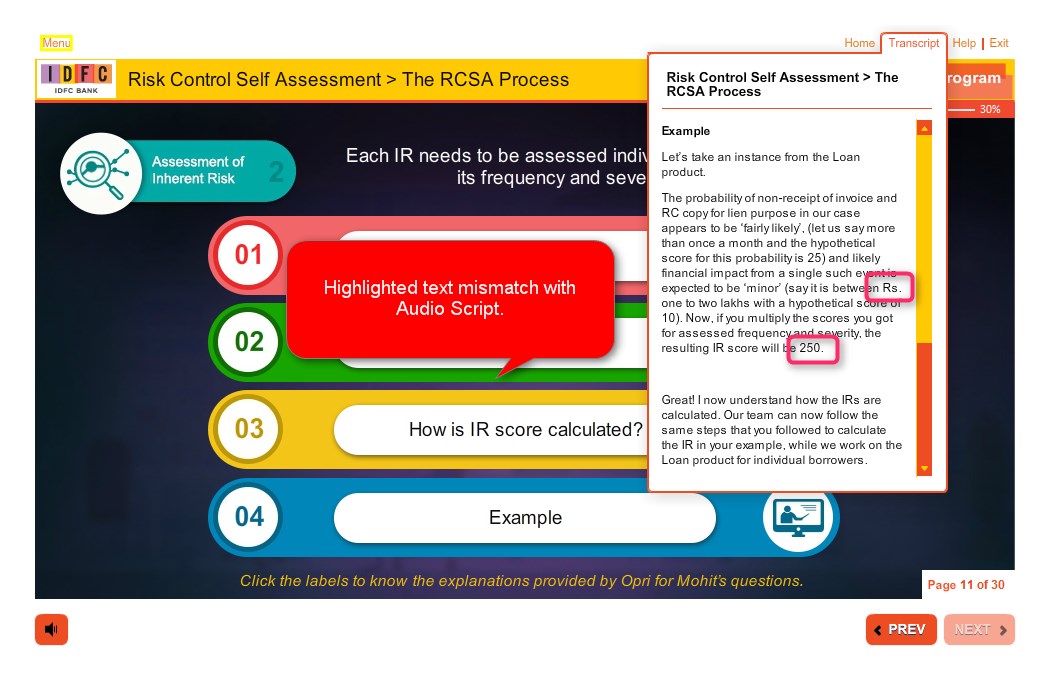 Menu
Home
Transcript
Help
Exit
IDFC
IDFC BANK
Risk Control Self Assessment > The RCSA Process
rogram
30%
Assessment of
Inherent Risk
2
Each IR needs to be assessed indiv
its frequency and seve
01
02
03
How is IR score calculated?
04
Example
Highlighted text mismatch with
Audio Script.
Risk Control Self Assessment > The
RCSA Process
Example
Let's take an instance from the Loan
product.
The probability of non-receipt of invoice and
RC copy for lien purpose in our case
appears to be 'fairly likely', (let us say more
than once a month and the hypothetical
score for this probability is 25) and likely
financial impact from a single such event is
expected to be 'minor' (say it is between Rs.
one to two lakhs with a hypothetical score of
10). Now, if you multiply the scores you got
for assessed frequency and severity, the
resulting IR score will be 250.
Great! I now understand how the IRs are
calculated. Our team can now follow the
same steps that you followed to calculate
the IR in your example, while we work on the
Loan product for individual borrowers.
Click the labels to know the explanations provided by Opri for Mohit's questions.
Page 11 of 30
PREV
NEXT